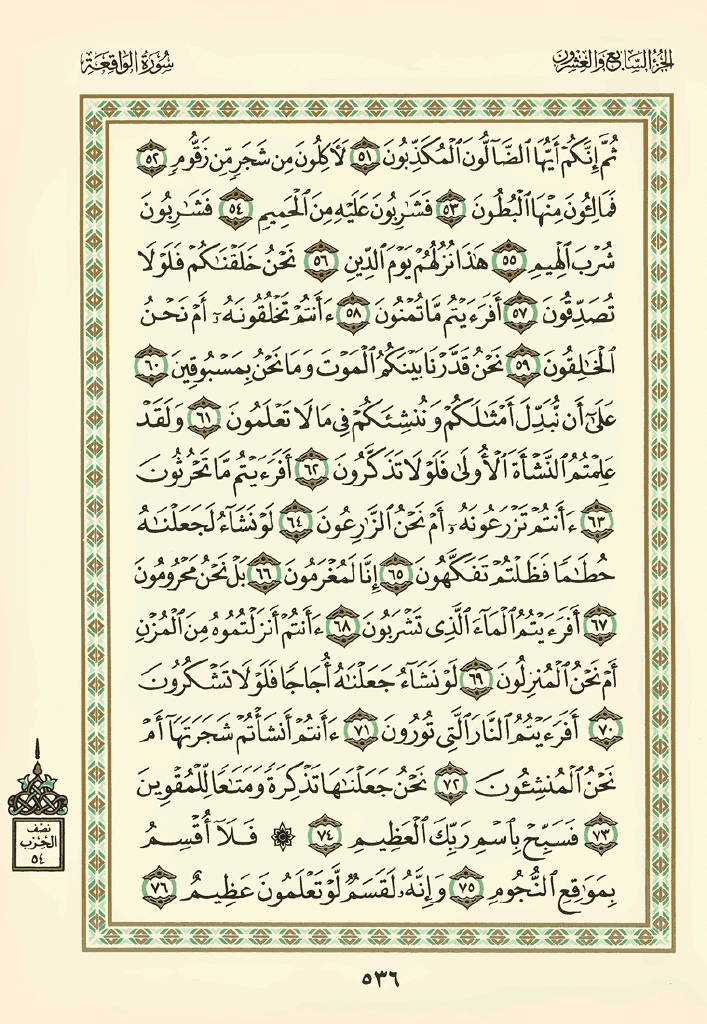 الجزء السابع والعشرون
سورة الواقعة
ثُمَّ إِنَّكُمْ أَيُّهَا ٱلضَّآلُّونَ ٱلْمُكَذِّبُونَ ٥١ لَءَاكِلُونَ مِن شَجَرٍ مِّن زَقُّومٍ ٥٢
فَمَالِـُٔونَ مِنْهَا ٱلْبُطُونَ ٥٣ فَشَٰرِبُونَ عَلَيْهِ مِنَ ٱلْحَمِيمِ ٥٤ فَشَٰرِبُونَ
شُرْبَ ٱلْهِيمِ ٥٥ هَٰذَا نُزُلُهُمْ يَوْمَ ٱلدِّينِ ٥٦ نَحْنُ خَلَقْنَٰكُمْ فَلَوْلَا
تُصَدِّقُونَ ٥٧ أَفَرَءَيْتُم مَّا تُمْنُونَ ٥٨ ءَأَنتُمْ تَخْلُقُونَهُۥٓ أَمْ نَحْنُ
ٱلْخَٰلِقُونَ ٥٩ نَحْنُ قَدَّرْنَا بَيْنَكُمُ ٱلْمَوْتَ وَمَا نَحْنُ بِمَسْبُوقِينَ ٦٠
عَلَىٰٓ أَن نُّبَدِّلَ أَمْثَٰلَكُمْ وَنُنشِئَكُمْ فِى مَا لَا تَعْلَمُونَ ٦١ وَلَقَدْ
عَلِمْتُمُ ٱلنَّشْأَةَ ٱلْأُولَىٰ فَلَوْلَا تَذَكَّرُونَ ٦٢ أَفَرَءَيْتُم مَّا تَحْرُثُونَ
٦٣ ءَأَنتُمْ تَزْرَعُونَهُۥٓ أَمْ نَحْنُ ٱلزَّٰرِعُونَ ٦٤ لَوْ نَشَآءُ لَجَعَلْنَٰهُ
حُطَٰمًا فَظَلْتُمْ تَفَكَّهُونَ ٦٥ إِنَّا لَمُغْرَمُونَ ٦٦ بَلْ نَحْنُ مَحْرُومُونَ
٦٧ أَفَرَءَيْتُمُ ٱلْمَآءَ ٱلَّذِى تَشْرَبُونَ ٦٨ ءَأَنتُمْ أَنزَلْتُمُوهُ مِنَ ٱلْمُزْنِ
أَمْ نَحْنُ ٱلْمُنزِلُونَ ٦٩ لَوْ نَشَآءُ جَعَلْنَٰهُ أُجَاجًا فَلَوْلَا تَشْكُرُونَ
٧٠ أَفَرَءَيْتُمُ ٱلنَّارَ ٱلَّتِى تُورُونَ ٧١ ءَأَنتُمْ أَنشَأْتُمْ شَجَرَتَهَآ أَمْ
نَحْنُ ٱلْمُنشِـُٔونَ ٧٢ نَحْنُ جَعَلْنَٰهَا تَذْكِرَةً وَمَتَٰعًا لِّلْمُقْوِينَ
٧٣ فَسَبِّحْ بِٱسْمِ رَبِّكَ ٱلْعَظِيمِ ٧٤ ۞ فَلَآ أُقْسِمُ
بِمَوَٰقِعِ ٱلنُّجُومِ ٧٥ وَإِنَّهُۥ لَقَسَمٌ لَّوْ تَعْلَمُونَ عَظِيمٌ ٧٦
نصف
الحزب
٥٤
٥٣٦